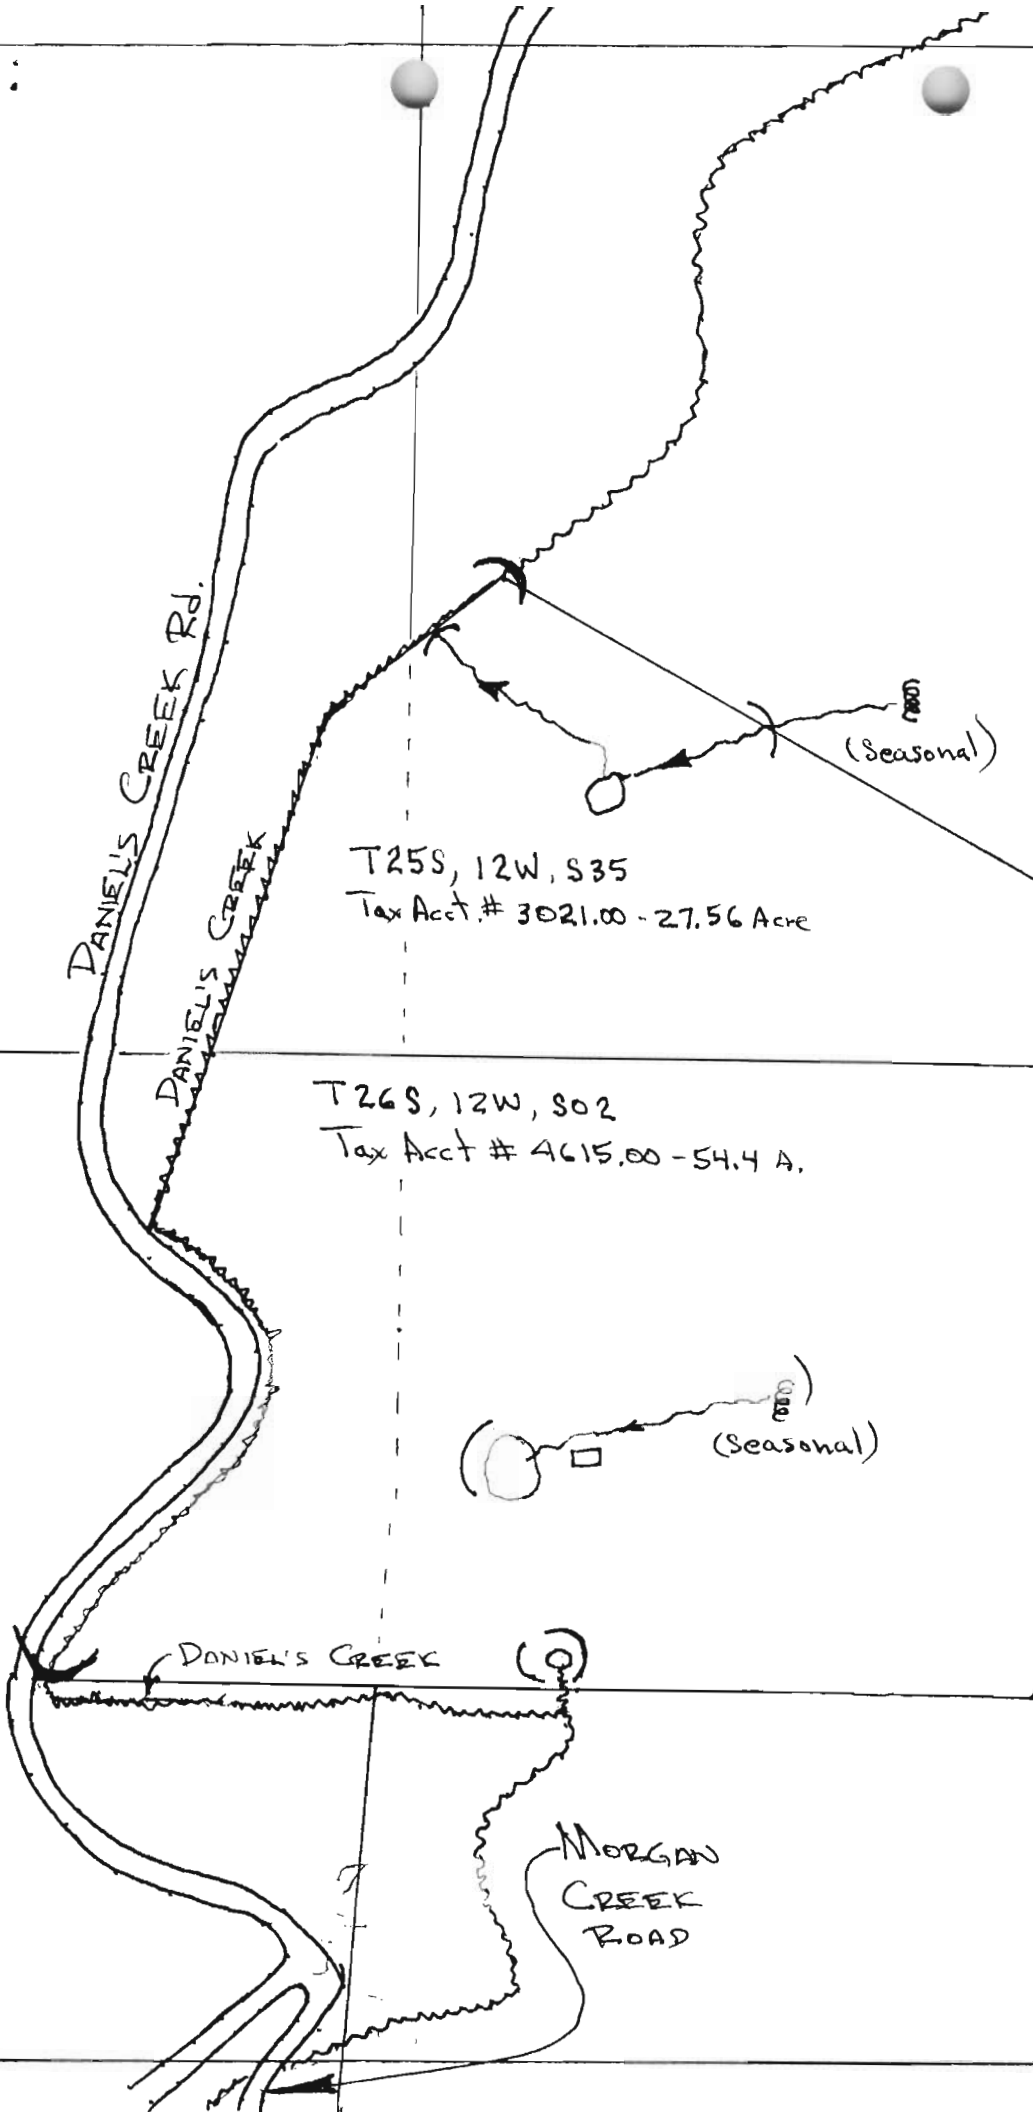 DANIEL'S CREEK Rd.
(Seasonal)
T25S, 12W, S35
Tax Acct. # 3021.00 - 27.56 Acre
DANIEL'S CREEK
T26S, 12W, S02
Tax Acct # 4615.00 - 54.4 A.
(Seasonal)
DANIEL'S CREEK
MORGAN
CREEK
ROAD